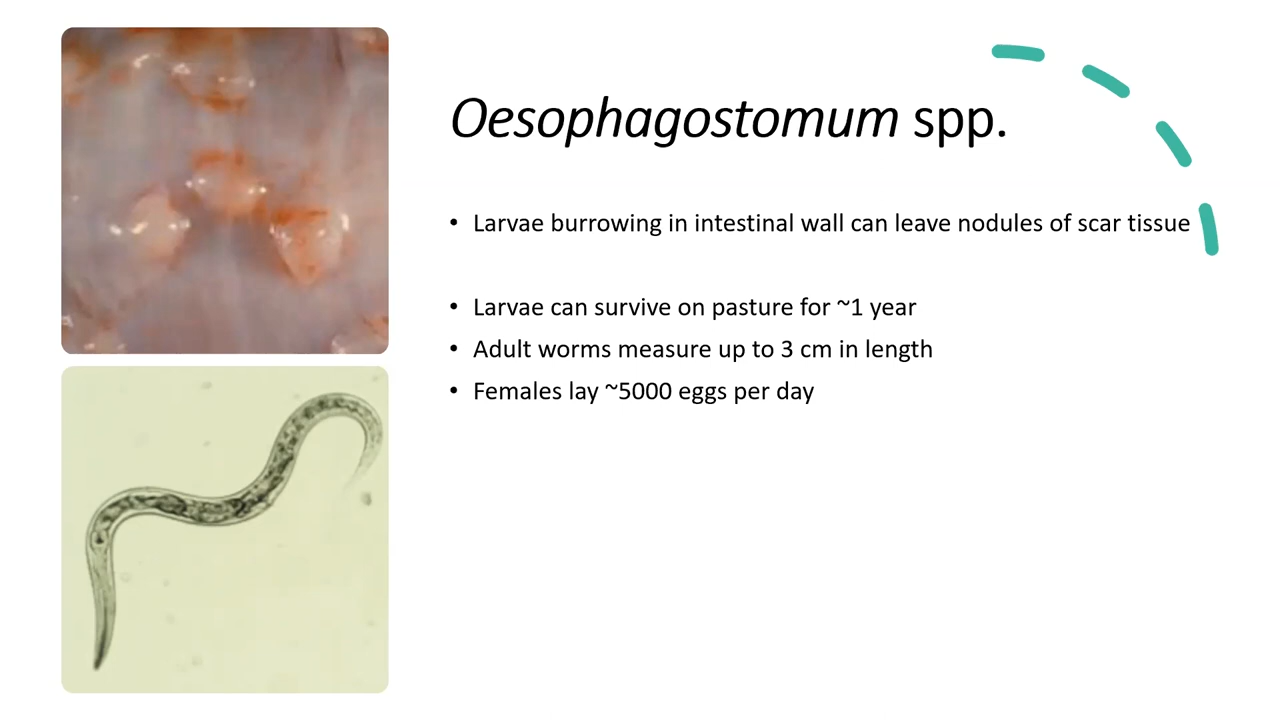 Oesophagostomum spp.
• Larvae burrowing in intestinal wall can leave nodules of scar tissue
• Larvae can survive on pasture for ~1 year
• Adult worms measure up to 3 cm in length
• Females lay ~5000 eggs per day